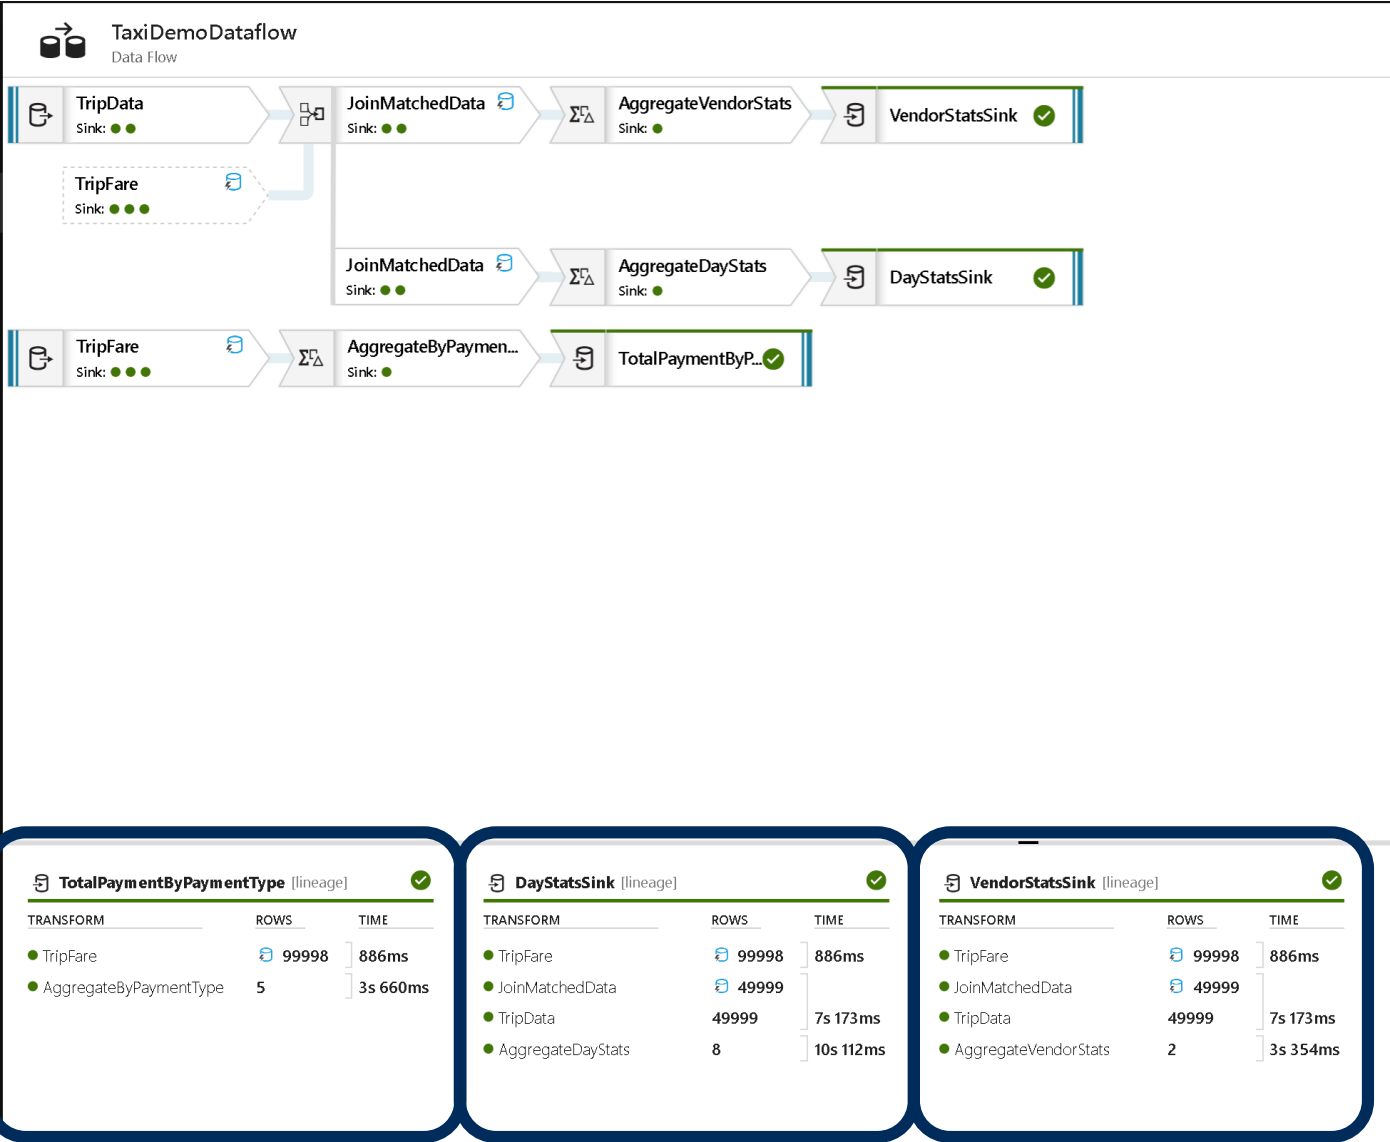 TaxiDemoDataflow
Data Flow
TripData
Sink:
JoinMatchedData
Sink:
AggregateVendorStats
Sink:
VendorStatsSink
TripFare
Sink:
JoinMatchedData
Sink:
AggregateDayStats
Sink:
DayStatsSink
TripFare
Sink:
AggregateByPaymen...
Sink:
TotalPaymentByP...
TotalPaymentByPaymentType [lineage]
TRANSFORM ROWS TIME
TripFare 99998 886ms
AggregateByPaymentType 5 3s 660ms
DayStatsSink [lineage]
TRANSFORM ROWS TIME
TripFare 99998 886ms
JoinMatchedData 49999
TripData 49999 7s 173ms
AggregateDayStats 8 10s 112ms
VendorStatsSink [lineage]
TRANSFORM ROWS TIME
TripFare 99998 886ms
JoinMatchedData 49999
TripData 49999 7s 173ms
AggregateVendorStats 2 3s 354ms